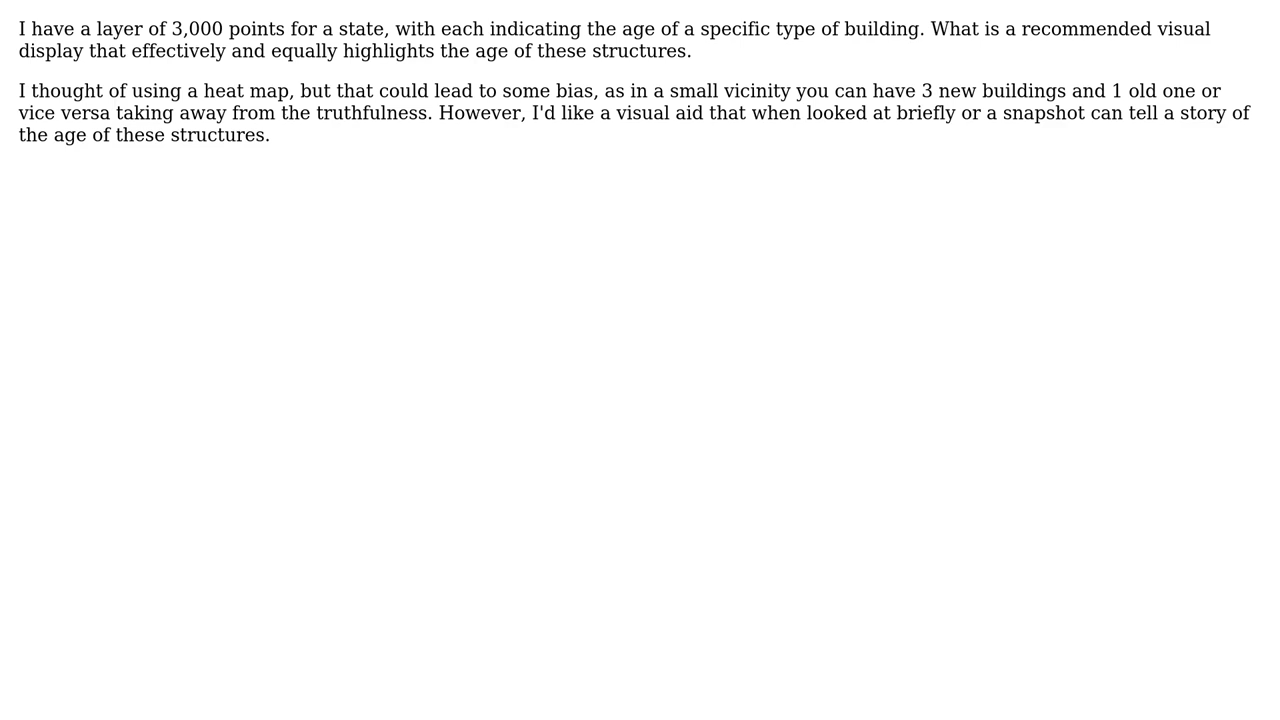 I have a layer of 3,000 points for a state, with each indicating the age of a specific type of building. What is a recommended visual
display that effectively and equally highlights the age of these structures.
I thought of using a heat map, but that could lead to some bias, as in a small vicinity you can have 3 new buildings and 1 old one or
vice versa taking away from the truthfulness. However, I'd like a visual aid that when looked at briefly or a snapshot can tell a story of
the age of these structures.